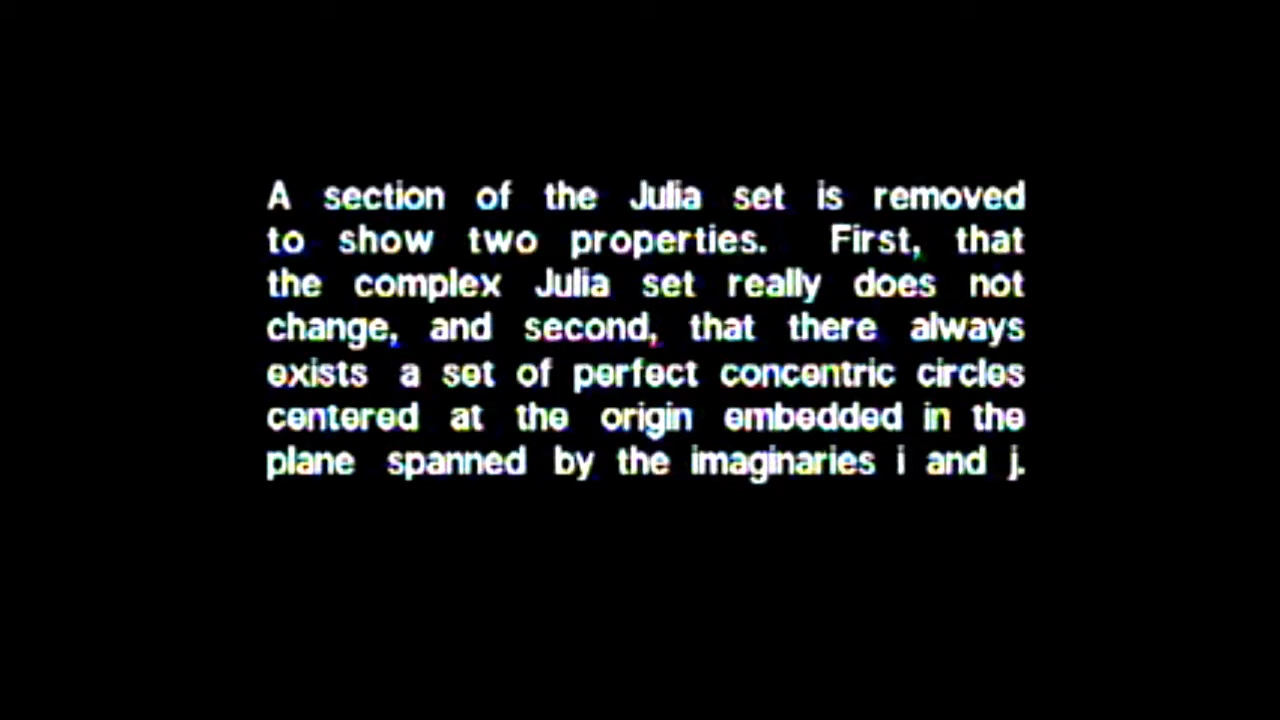 A section of the Julia set is removed
to show two properties. First, that
the complex Julia set really does not
change, and second, that there always
exists a set of perfect concentric circles
centered at the origin embedded in the
plane spanned by the imaginaries i and j.